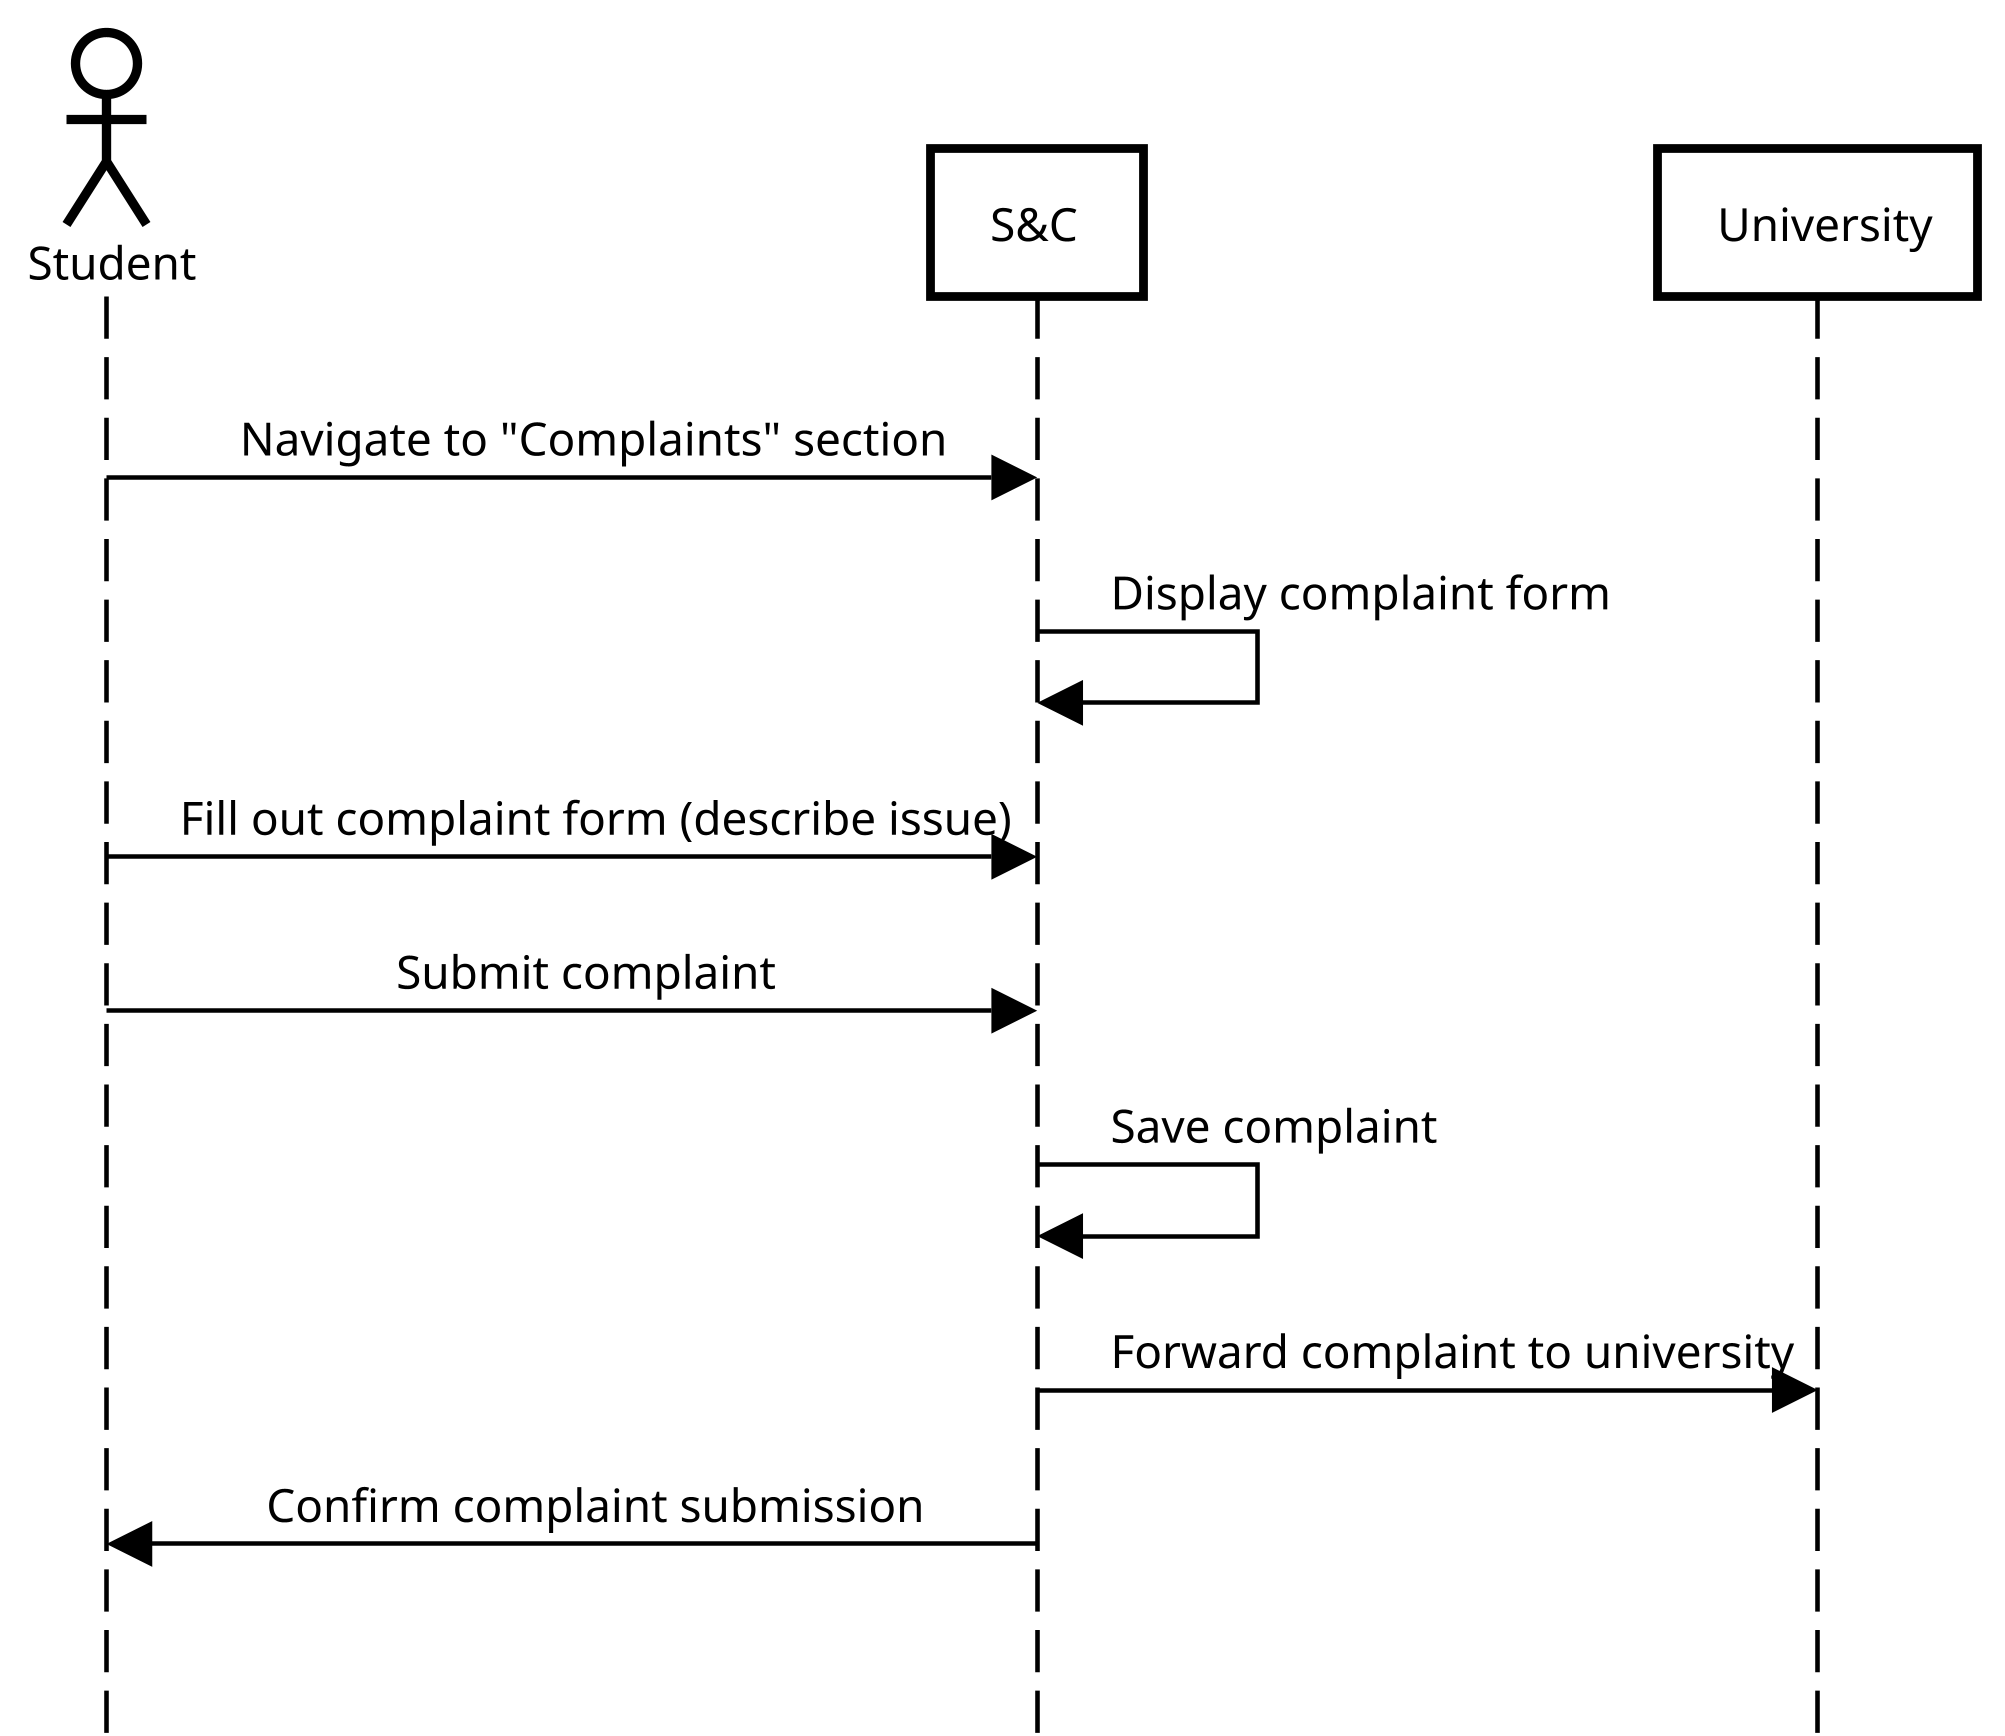 Student
S&C
University
Navigate to "Complaints" section
Display complaint form
Fill out complaint form (describe issue)
Submit complaint
Save complaint
Forward complaint to university
Confirm complaint submission